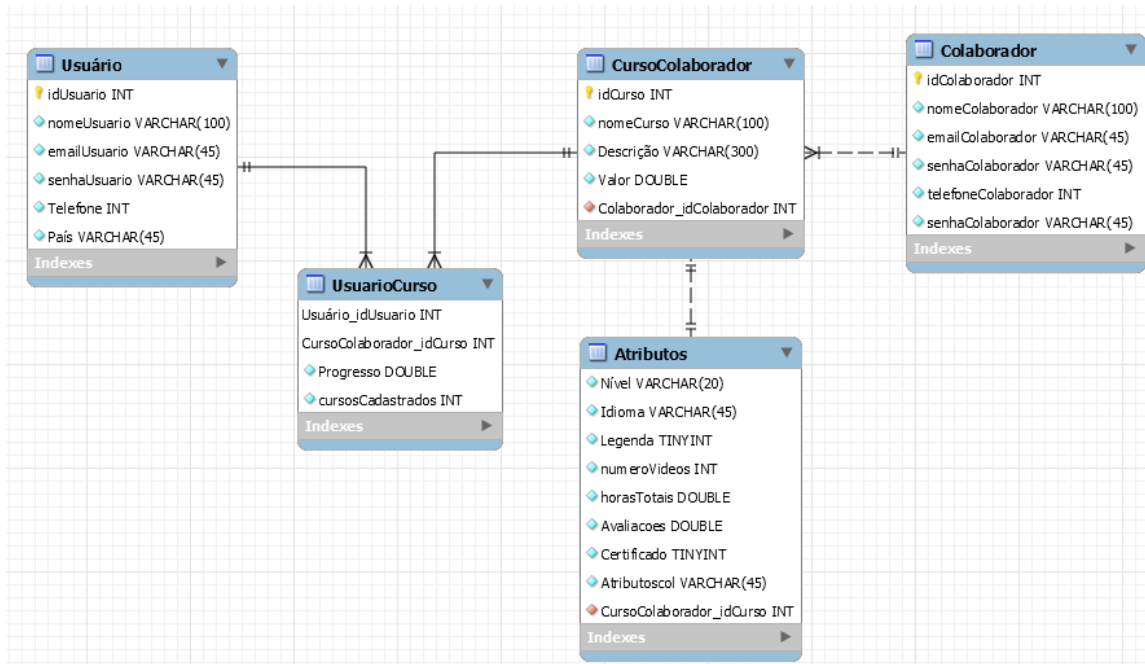 Usuário
idUsuario INT
nomeUsuario VARCHAR(100)
emailUsuario VARCHAR(45)
senhaUsuario VARCHAR(45)
Telefone INT
País VARCHAR(45)
Indexes
UsuarioCurso
Usuário_idUsuario INT
CursoColaborador_idCurso INT
Progresso DOUBLE
cursosCadastrados INT
Indexes
CursoColaborador
idCurso INT
nomeCurso VARCHAR(100)
Descrição VARCHAR(300)
Valor DOUBLE
Colaborador_idColaborador INT
Indexes
Colaborador
idColaborador INT
nomeColaborador VARCHAR(100)
emailColaborador VARCHAR(45)
senhaColaborador VARCHAR(45)
telefoneColaborador INT
senhaColaborador VARCHAR(45)
Indexes
Atributos
Nível VARCHAR(20)
Idioma VARCHAR(45)
Legenda TINYINT
numeroVideos INT
horasTotais DOUBLE
Avaliacoes DOUBLE
Certificado TINYINT
Atributoscol VARCHAR(45)
CursoColaborador_idCurso INT
Indexes